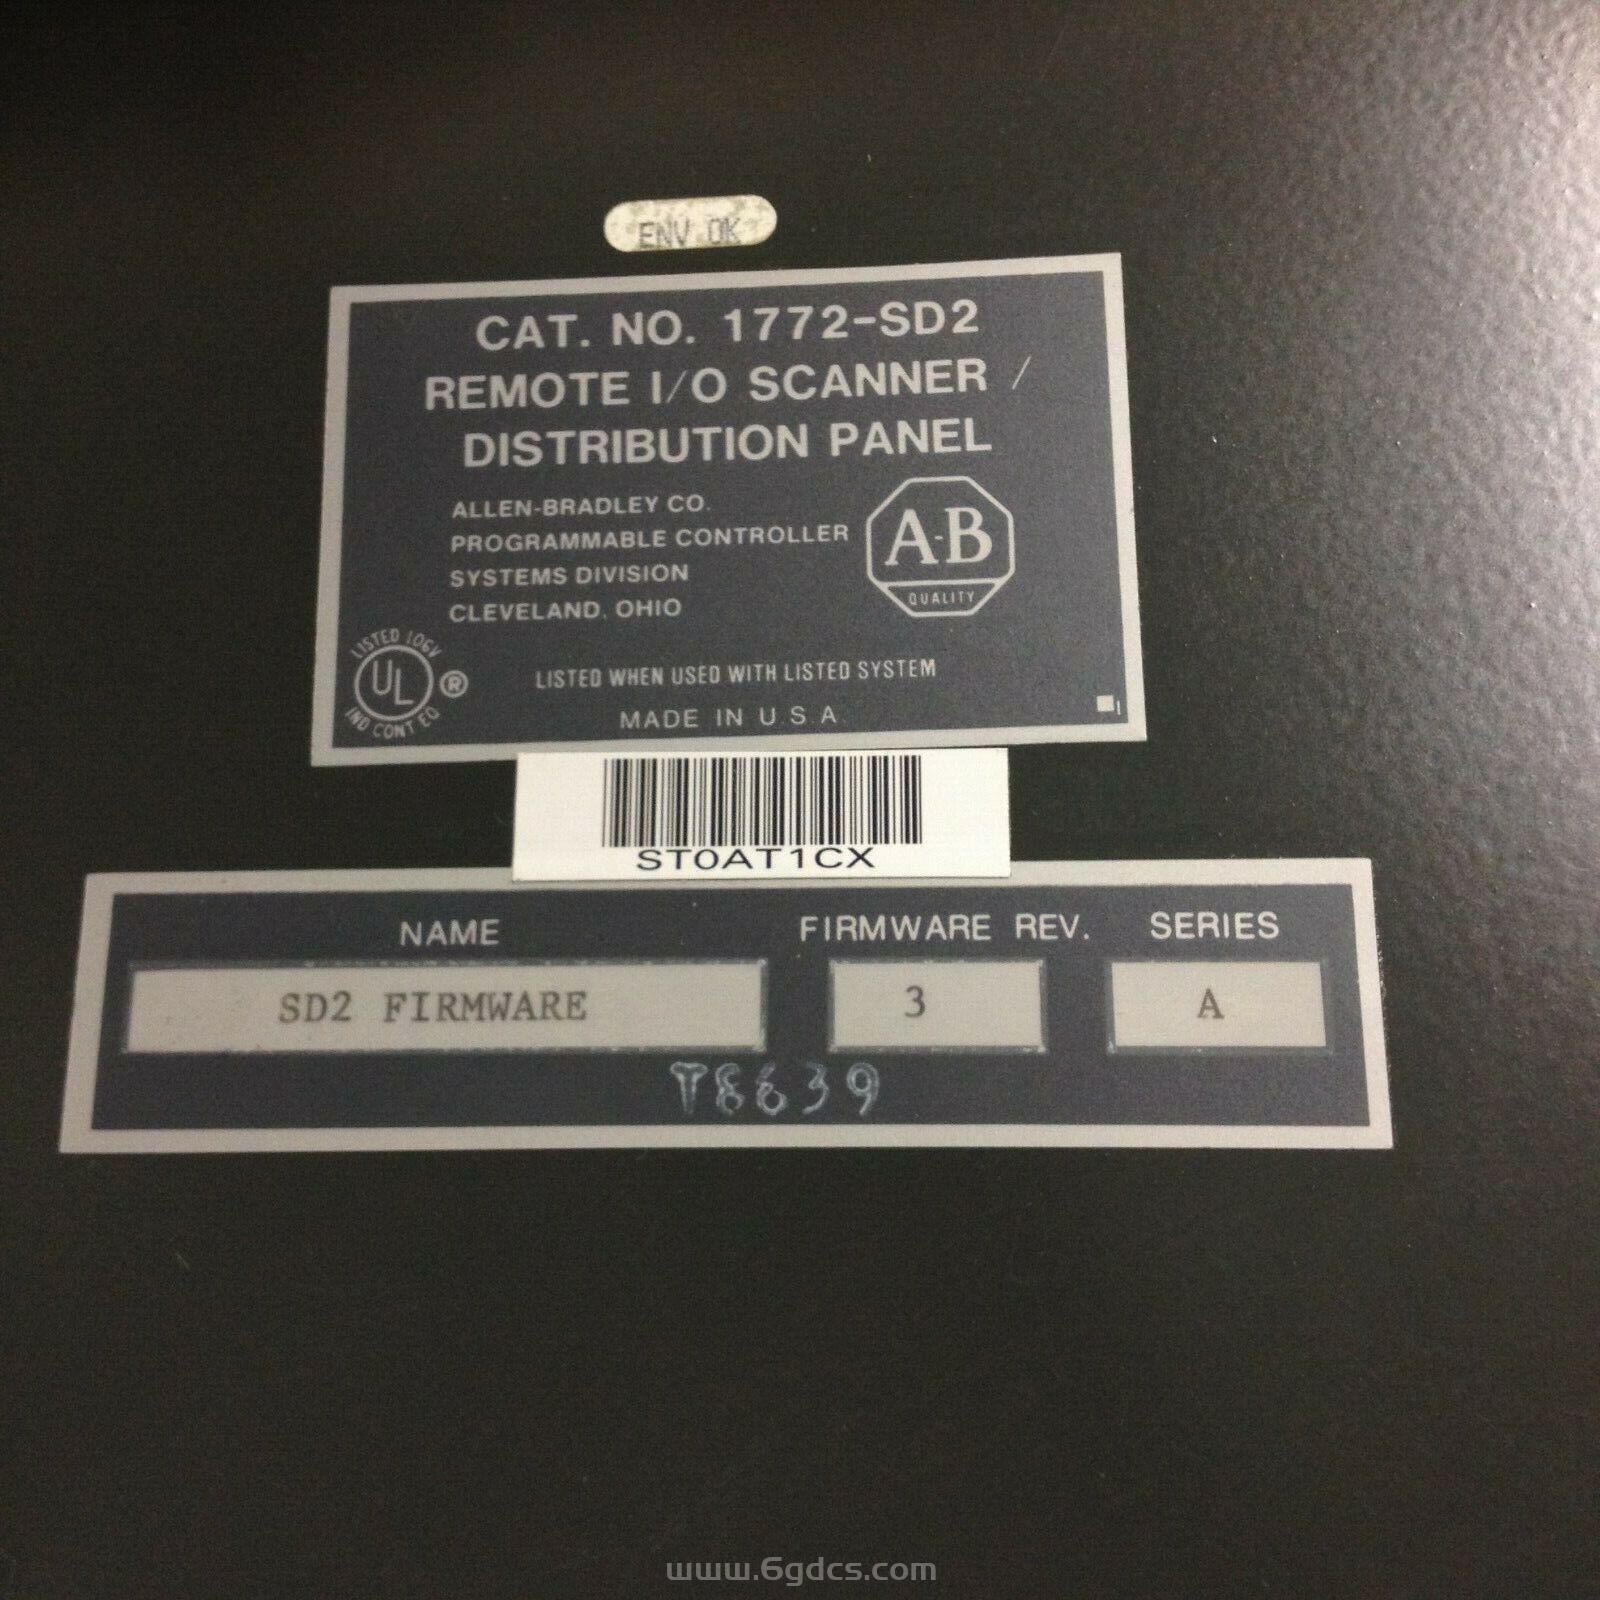 ENV OK
CAT. NO. 1772-SD2
REMOTE I/O SCANNER /
DISTRIBUTION PANEL
ALLEN-BRADLEY CO.
PROGRAMMABLE CONTROLLER
SYSTEMS DIVISION
CLEVELAND, OHIO
A-B
QUALITY
LISTED 106V
UL ®
IND CONT EQ
LISTED WHEN USED WITH LISTED SYSTEM
MADE IN U.S.A.
ST0AT1CX
NAME FIRMWARE REV. SERIES
SD2 FIRMWARE 3 A
T8639
www.6gdcs.com